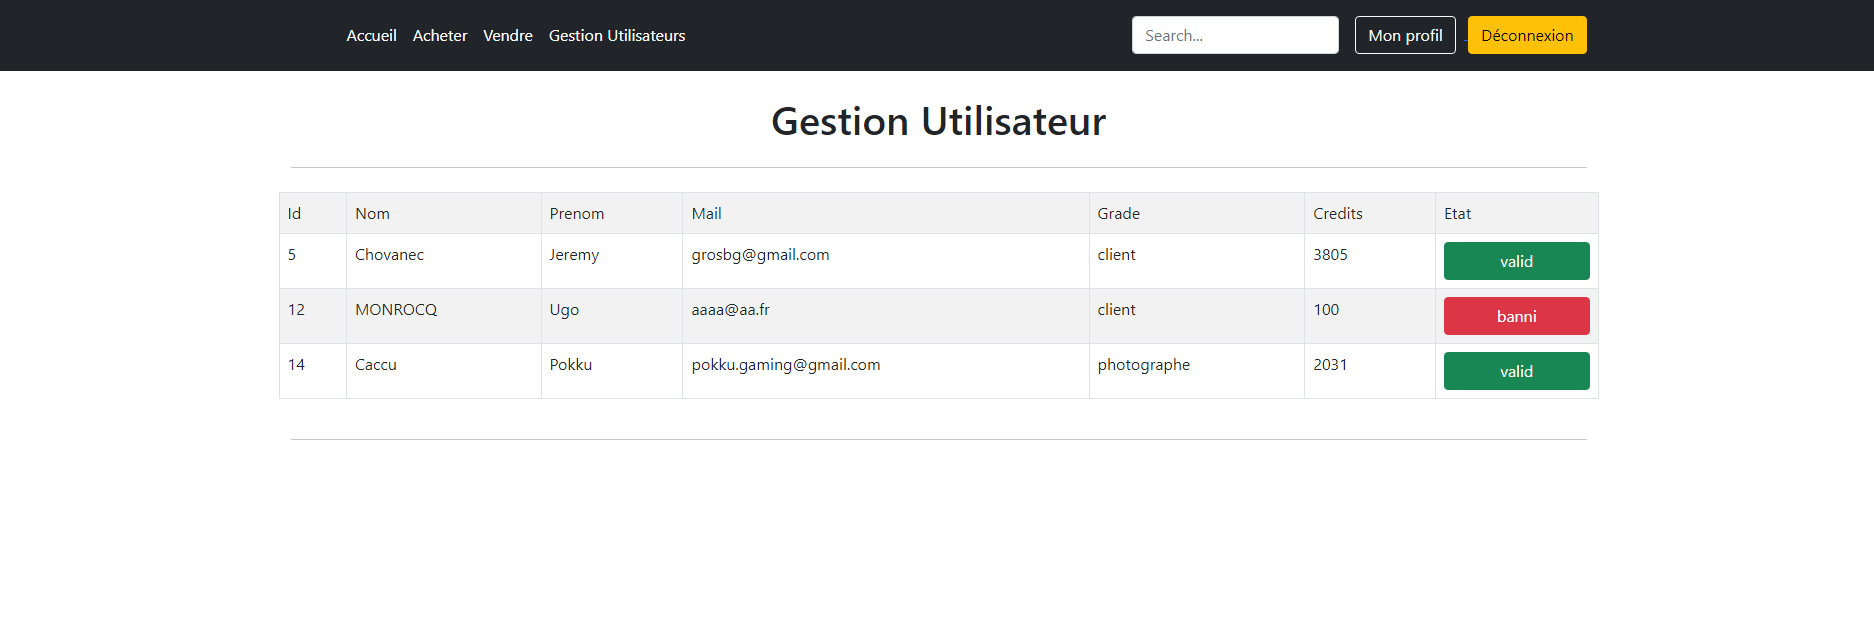 Accueil Acheter Vendre Gestion Utilisateurs Search... Mon profil Déconnexion
Gestion Utilisateur
Id Nom Prenom Mail Grade Credits Etat
5 Chovanec Jeremy grosbg@gmail.com client 3805 valid
12 MONROCQ Ugo aaaa@aa.fr client 100 banni
14 Caccu Pokku pokku.gaming@gmail.com photographe 2031 valid